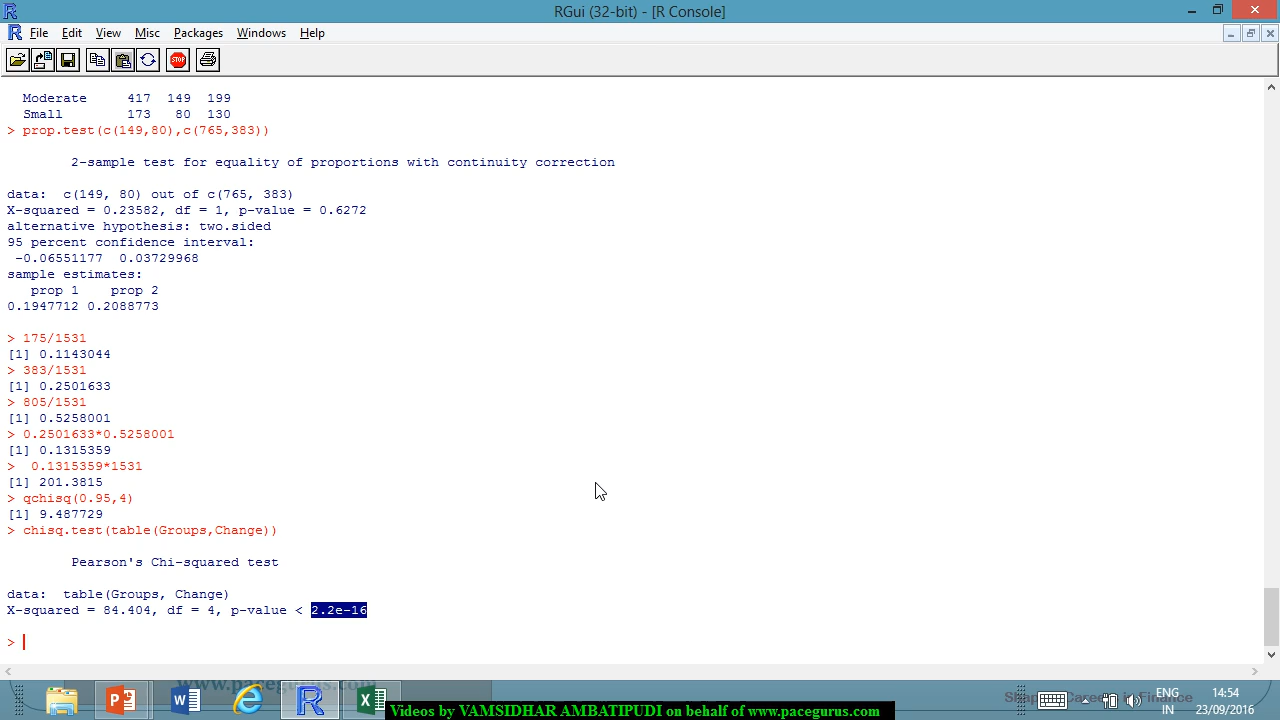 RGui (32-bit) - [R Console]
File Edit View Misc Packages Windows Help
STOP
Moderate 417 149 199
Small 173 80 130
> prop.test(c(149,80),c(765,383))
2-sample test for equality of proportions with continuity correction
data: c(149, 80) out of c(765, 383)
X-squared = 0.23582, df = 1, p-value = 0.6272
alternative hypothesis: two.sided
95 percent confidence interval:
-0.06551177 0.03729968
sample estimates:
prop 1 prop 2
0.1947712 0.2088773
> 175/1531
[1] 0.1143044
> 383/1531
[1] 0.2501633
> 805/1531
[1] 0.5258001
> 0.2501633*0.5258001
[1] 0.1315359
> 0.1315359*1531
[1] 201.3815
> qchisq(0.95,4)
[1] 9.487729
> chisq.test(table(Groups,Change))
Pearson's Chi-squared test
data: table(Groups, Change)
X-squared = 84.404, df = 4, p-value < 2.2e-16
>
www.pacegurus.com
in Finance
ENG 14:54
IN 23/09/2016
Videos by VAMSIDHAR AMBATIPUDI on behalf of www.pacegurus.com